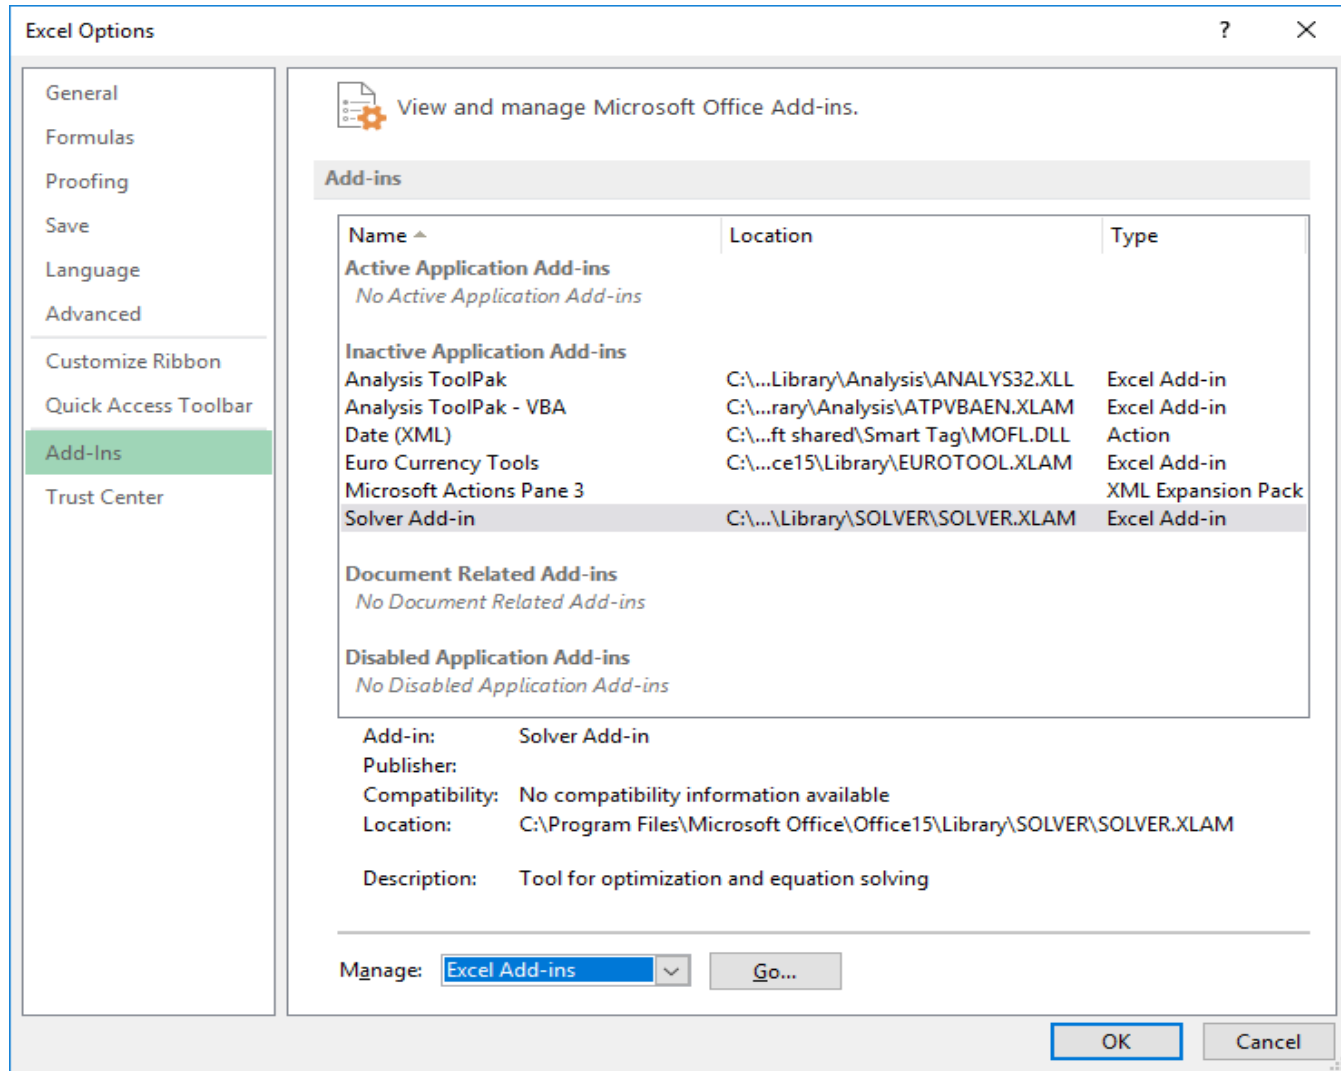 Excel Options ?
General
Formulas
Proofing
Save
Language
Advanced
Customize Ribbon
Quick Access Toolbar
Add-Ins
Trust Center
View and manage Microsoft Office Add-ins.
Add-ins
Name Location Type
Active Application Add-ins
No Active Application Add-ins
Inactive Application Add-ins
Analysis ToolPak C:\...Library\Analysis\ANALYS32.XLL Excel Add-in
Analysis ToolPak - VBA C:\...rary\Analysis\ATPVBAEN.XLAM Excel Add-in
Date (XML) C:\...ft shared\Smart Tag\MOFL.DLL Action
Euro Currency Tools C:\...ce15\Library\EUROTOOL.XLAM Excel Add-in
Microsoft Actions Pane 3 XML Expansion Pack
Solver Add-in C:\...\Library\SOLVER\SOLVER.XLAM Excel Add-in
Document Related Add-ins
No Document Related Add-ins
Disabled Application Add-ins
No Disabled Application Add-ins
Add-in: Solver Add-in
Publisher:
Compatibility: No compatibility information available
Location: C:\Program Files\Microsoft Office\Office15\Library\SOLVER\SOLVER.XLAM
Description: Tool for optimization and equation solving
Manage: Excel Add-ins Go...
OK Cancel